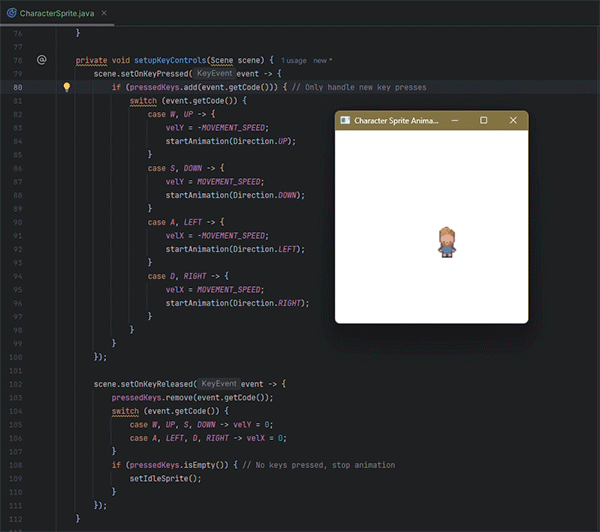 CharacterSprite.java
76 }
77
78 private void setupKeyControls(Scene scene) { 1 usage new *
79 scene.setOnKeyPressed( KeyEvent event -> {
80 if (pressedKeys.add(event.getCode())) { // Only handle new key presses
81 switch (event.getCode()) {
82 case W, UP -> {
83 velY = -MOVEMENT_SPEED;
84 startAnimation(Direction.UP);
85 }
86 case S, DOWN -> {
87 velY = MOVEMENT_SPEED;
88 startAnimation(Direction.DOWN);
89 }
90 case A, LEFT -> {
91 velX = -MOVEMENT_SPEED;
92 startAnimation(Direction.LEFT);
93 }
94 case D, RIGHT -> {
95 velX = MOVEMENT_SPEED;
96 startAnimation(Direction.RIGHT);
97 }
98 }
99 }
100 });
101
102 scene.setOnKeyReleased( KeyEvent event -> {
103 pressedKeys.remove(event.getCode());
104 switch (event.getCode()) {
105 case W, UP, S, DOWN -> velY = 0;
106 case A, LEFT, D, RIGHT -> velX = 0;
107 }
108 if (pressedKeys.isEmpty()) { // No keys pressed, stop animation
109 setIdleSprite();
110 }
111 });
112 }
113
Character Sprite Anima...